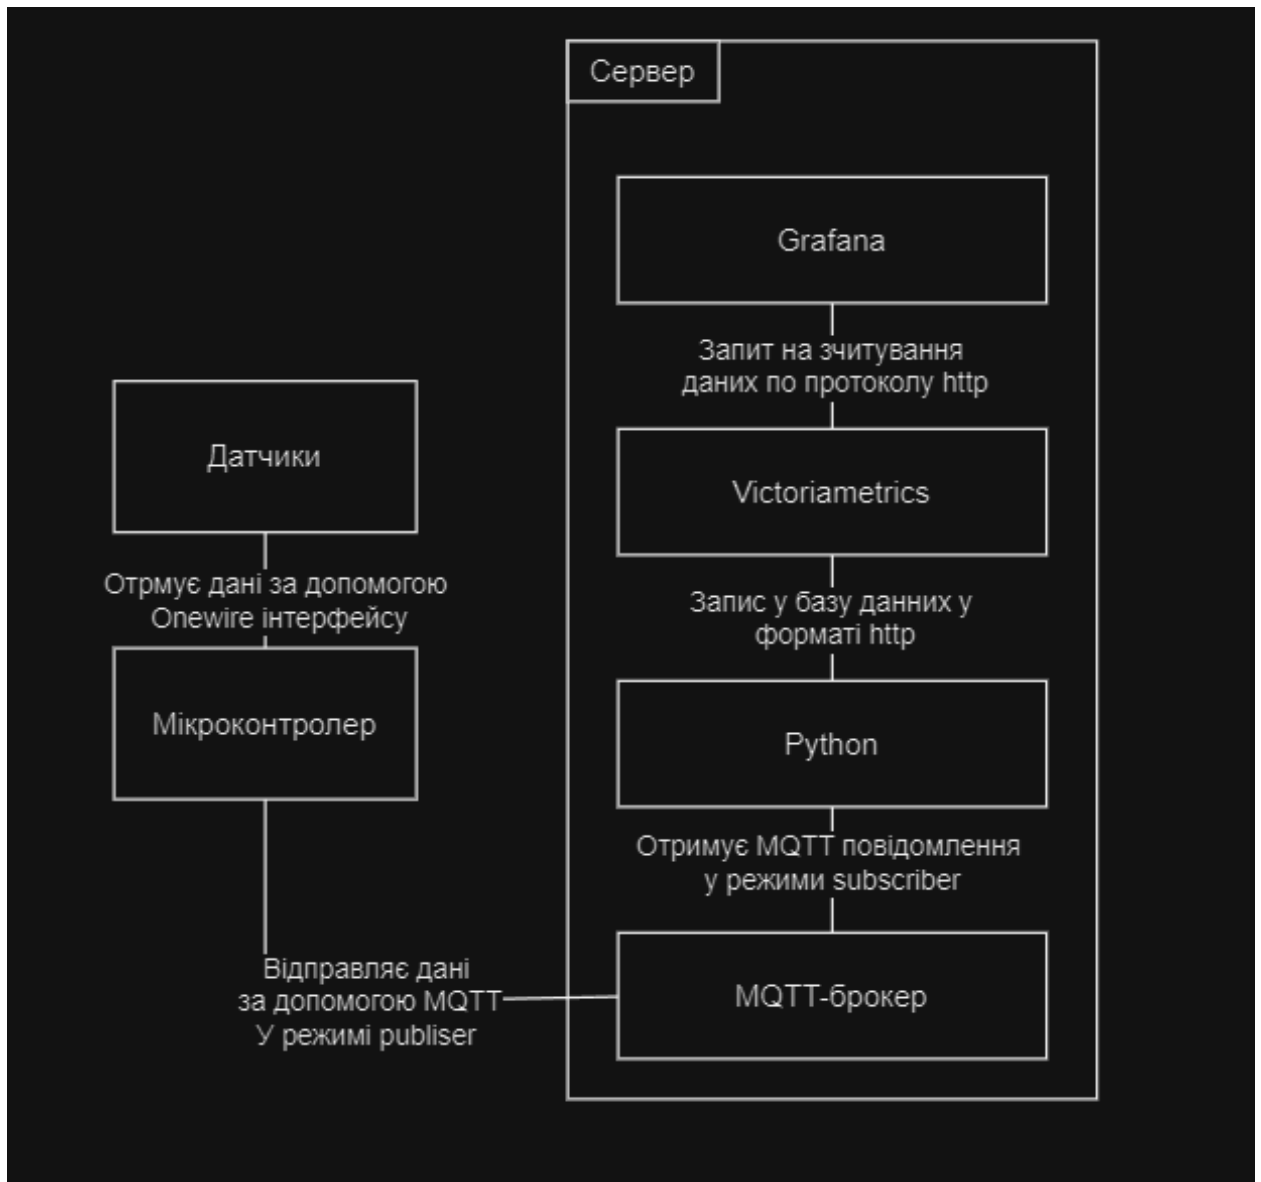 Сервер
Grafana
Запит на зчитування
даних по протоколу http
Датчики
Victoriametrics
Отрмує дані за допомогою
Onewire інтерфейсу
Запис у базу данних у
форматі http
Мікроконтролер
Python
Отримує MQTT повідомлення
у режими subscriber
Відправляє дані
за допомогою MQTT
У режимі publiser
MQTT-брокер